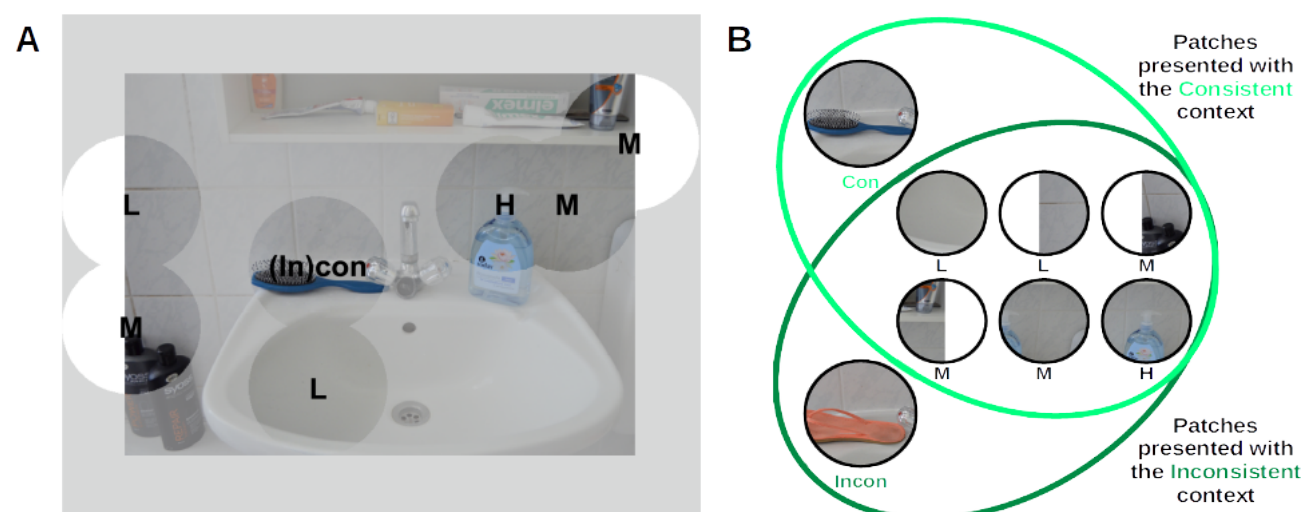 A
elmex
M
L
H
M
(In)con
M
L
B
Patches
presented with
the Consistent
context
Con
L
L
M
M
M
H
Incon
Patches
presented with
the Inconsistent
context